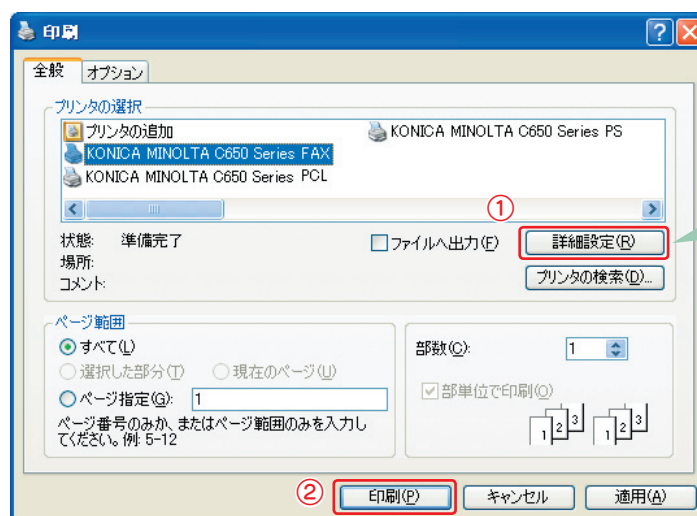 印刷
全般 オプション
プリンタの選択
プリンタの追加
KONICA MINOLTA C650 Series PS
KONICA MINOLTA C650 Series FAX
KONICA MINOLTA C650 Series PCL
①
状態: 準備完了
ファイルへ出力(F)
詳細設定(R)
場所:
コメント:
プリンタの検索(D)...
ページ範囲
すべて(L)
選択した部分(T) 現在のページ(U)
ページ指定(G): 1
ページ番号のみか、またはページ範囲のみを入力し
てください。例: 5-12
部数(C): 1
部単位で印刷(O)
1 2 3 1 2 3
②
印刷(P) キャンセル 適用(A)